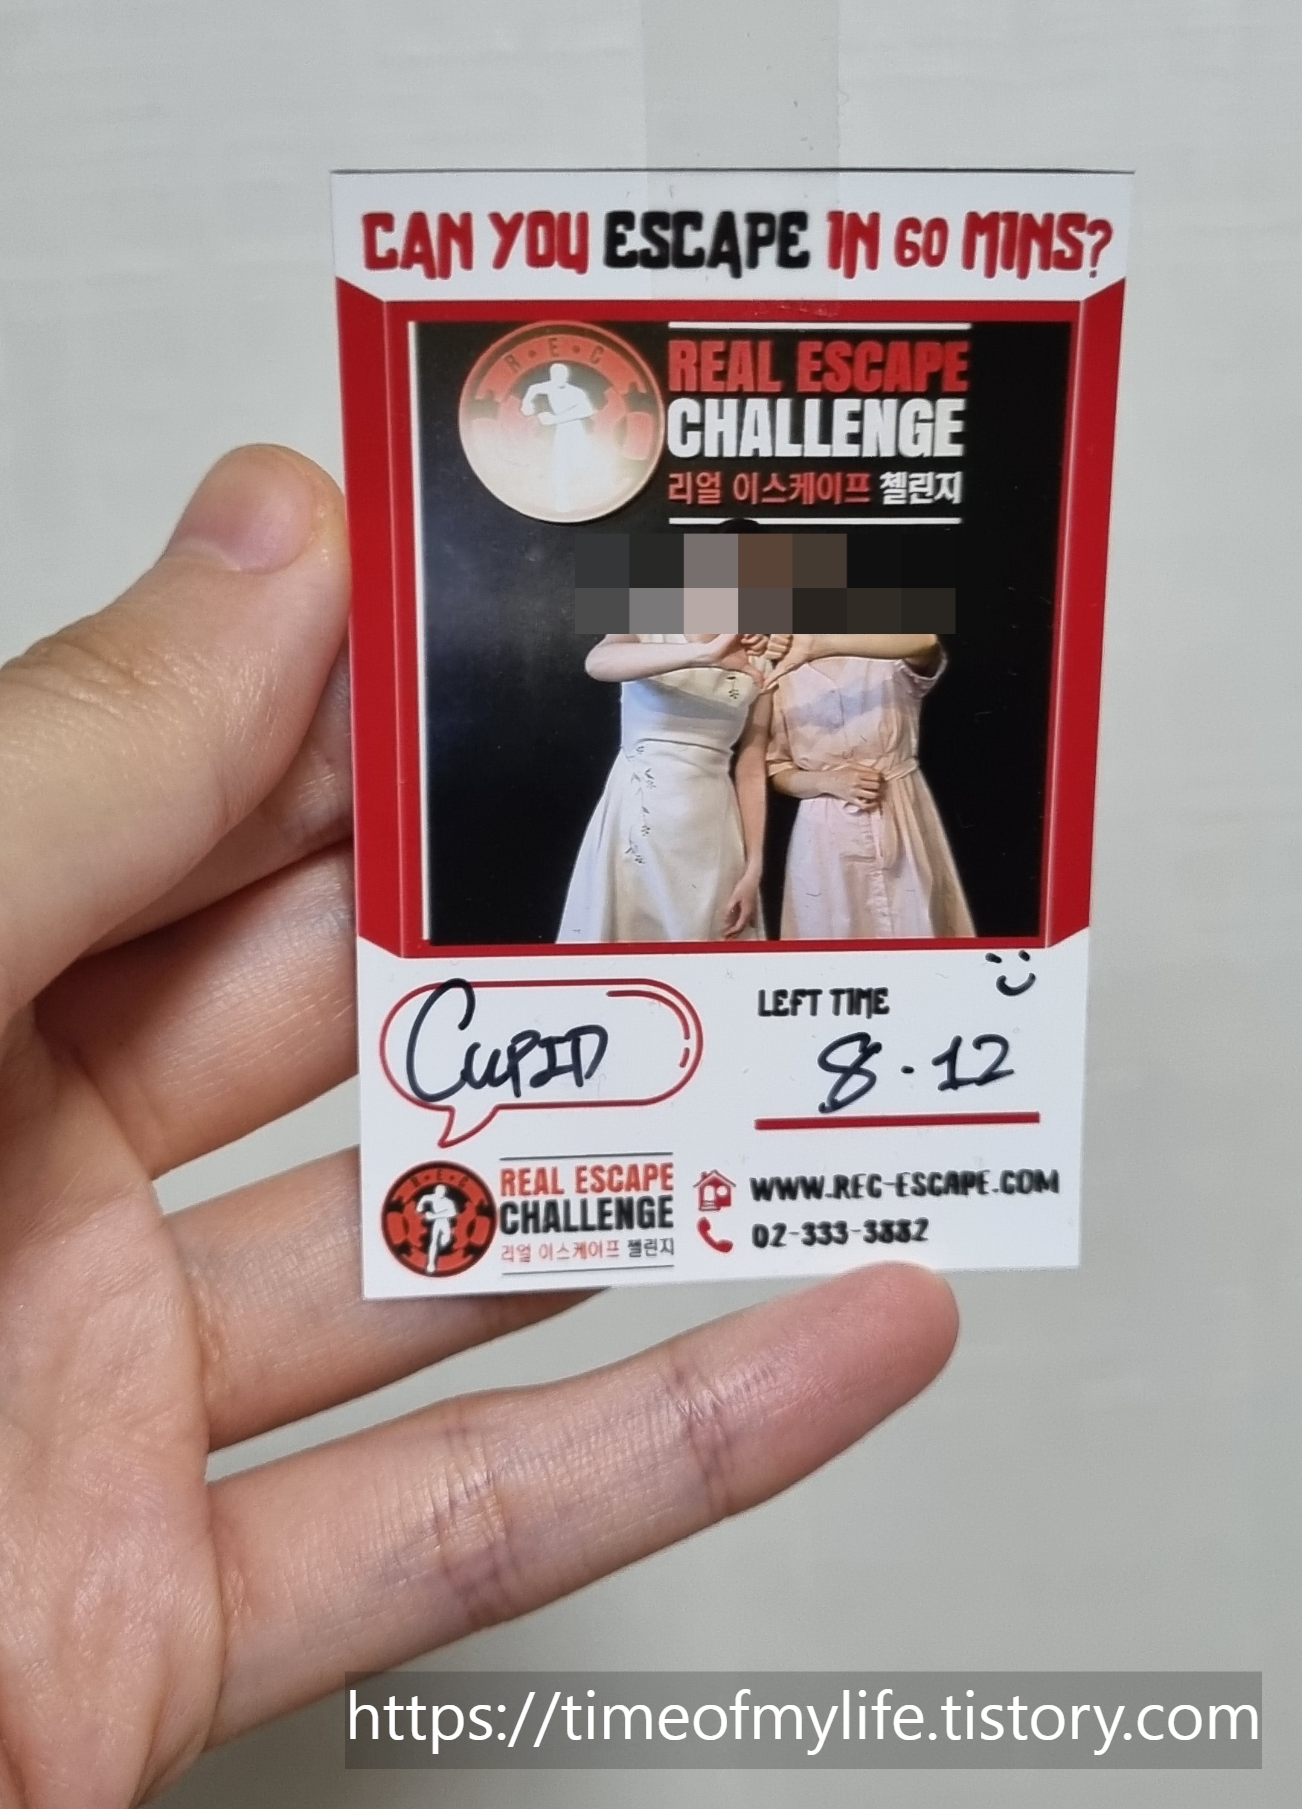 CAN YOU ESCAPE IN 60 MINS?
R·E·C
REAL ESCAPE
CHALLENGE
리얼 이스케이프 첼린지
CUPID
LEFT TIME
8.12
R·E·C
REAL ESCAPE
CHALLENGE
리얼 이스케이프 첼린지
WWW.REC-ESCAPE.COM
02-333-3882
https://timeofmylife.tistory.com